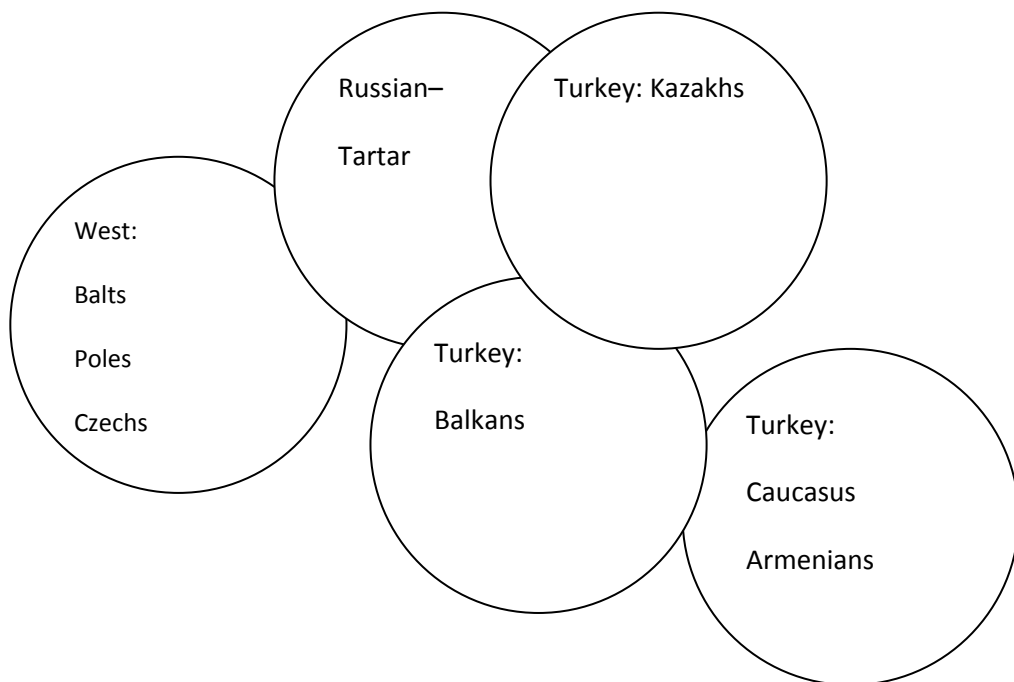 Russian–
Tartar
Turkey: Kazakhs
West:
Balts
Poles
Czechs
Turkey:
Balkans
Turkey:
Caucasus
Armenians